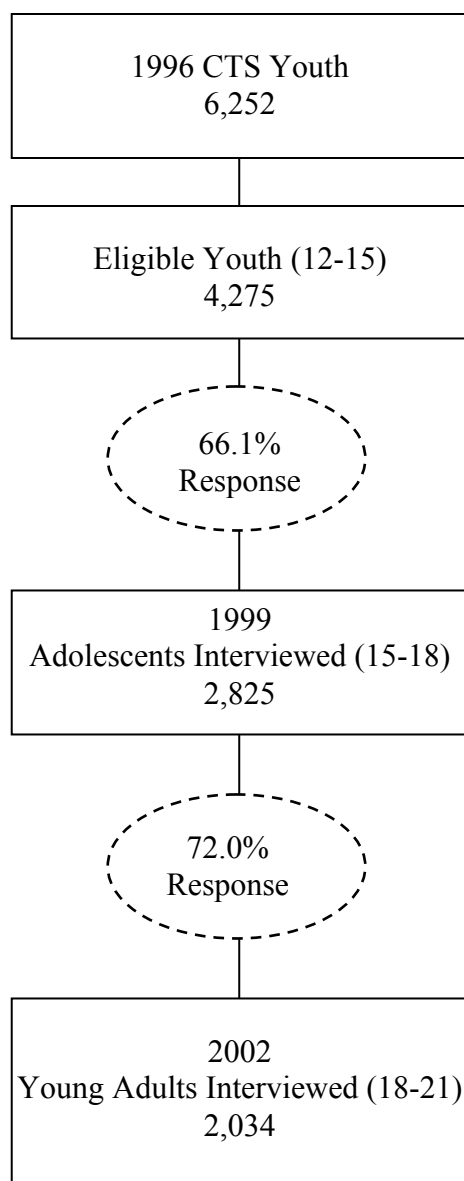 1996 CTS Youth
6,252
Eligible Youth (12-15)
4,275
66.1%
Response
1999
Adolescents Interviewed (15-18)
2,825
72.0%
Response
2002
Young Adults Interviewed (18-21)
2,034